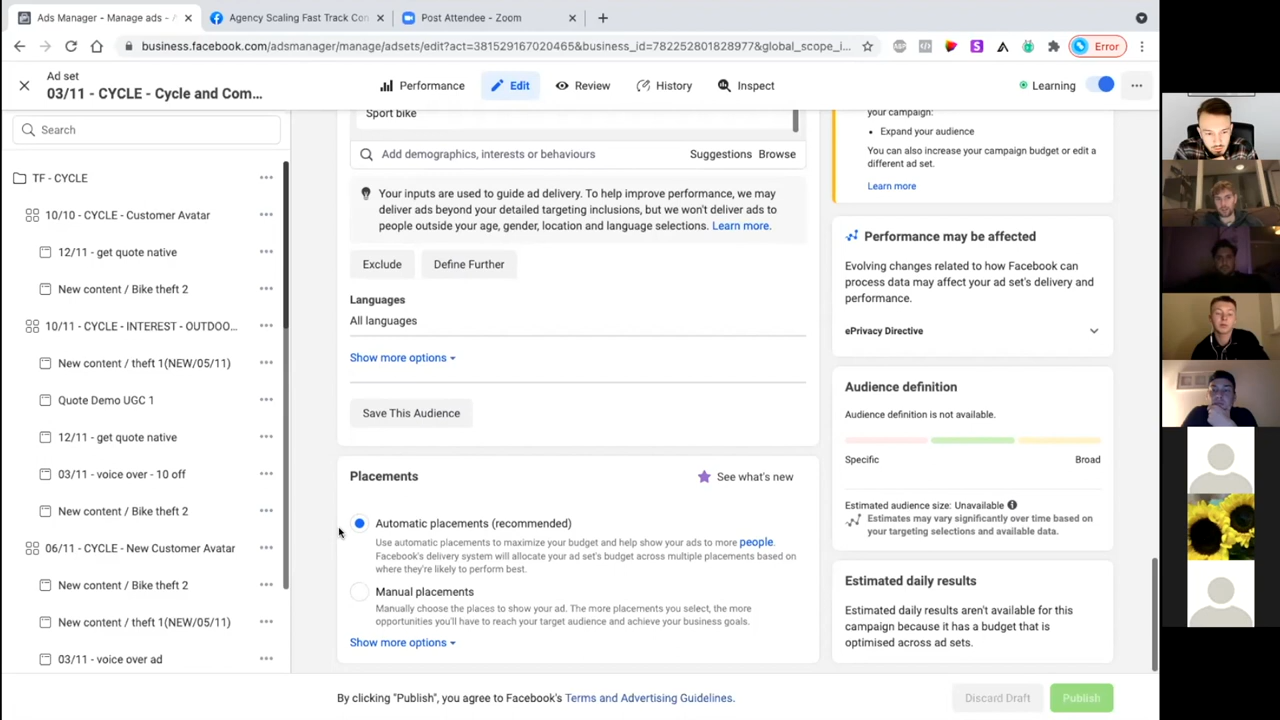 Ads Manager - Manage ads - A
Agency Scaling Fast Track Con
Post Attendee - Zoom
business.facebook.com/adsmanager/manage/adsets/edit?act=381529167020465&business_id=782252801828977&global_scope_i...
Error
Ad set
03/11 - CYCLE - Cycle and Com...
Performance
Edit
Review
History
Inspect
Learning
Search
TF - CYCLE
10/10 - CYCLE - Customer Avatar
12/11 - get quote native
New content / Bike theft 2
10/11 - CYCLE - INTEREST - OUTDOO...
New content / theft 1(NEW/05/11)
Quote Demo UGC 1
12/11 - get quote native
03/11 - voice over - 10 off
New content / Bike theft 2
06/11 - CYCLE - New Customer Avatar
New content / Bike theft 2
New content / theft 1(NEW/05/11)
03/11 - voice over ad
Sport bike
Add demographics, interests or behaviours
Suggestions
Browse
Your inputs are used to guide ad delivery. To help improve performance, we may
deliver ads beyond your detailed targeting inclusions, but we won't deliver ads to
people outside your age, gender, location and language selections. Learn more.
Exclude
Define Further
Languages
All languages
Show more options
Save This Audience
Placements
See what's new
Automatic placements (recommended)
Use automatic placements to maximize your budget and help show your ads to more people.
Facebook's delivery system will allocate your ad set's budget across multiple placements based on
where they're likely to perform best.
Manual placements
Manually choose the places to show your ad. The more placements you select, the more
opportunities you'll have to reach your target audience and achieve your business goals.
Show more options
your campaign:
• Expand your audience
You can also increase your campaign budget or edit a
different ad set.
Learn more
Performance may be affected
Evolving changes related to how Facebook can
process data may affect your ad set's delivery and
performance.
ePrivacy Directive
Audience definition
Audience definition is not available.
Specific
Broad
Estimated audience size: Unavailable
Estimates may vary significantly over time based on
your targeting selections and available data.
Estimated daily results
Estimated daily results aren't available for this
campaign because it has a budget that is
optimised across ad sets.
By clicking "Publish", you agree to Facebook's Terms and Advertising Guidelines.
Discard Draft
Publish